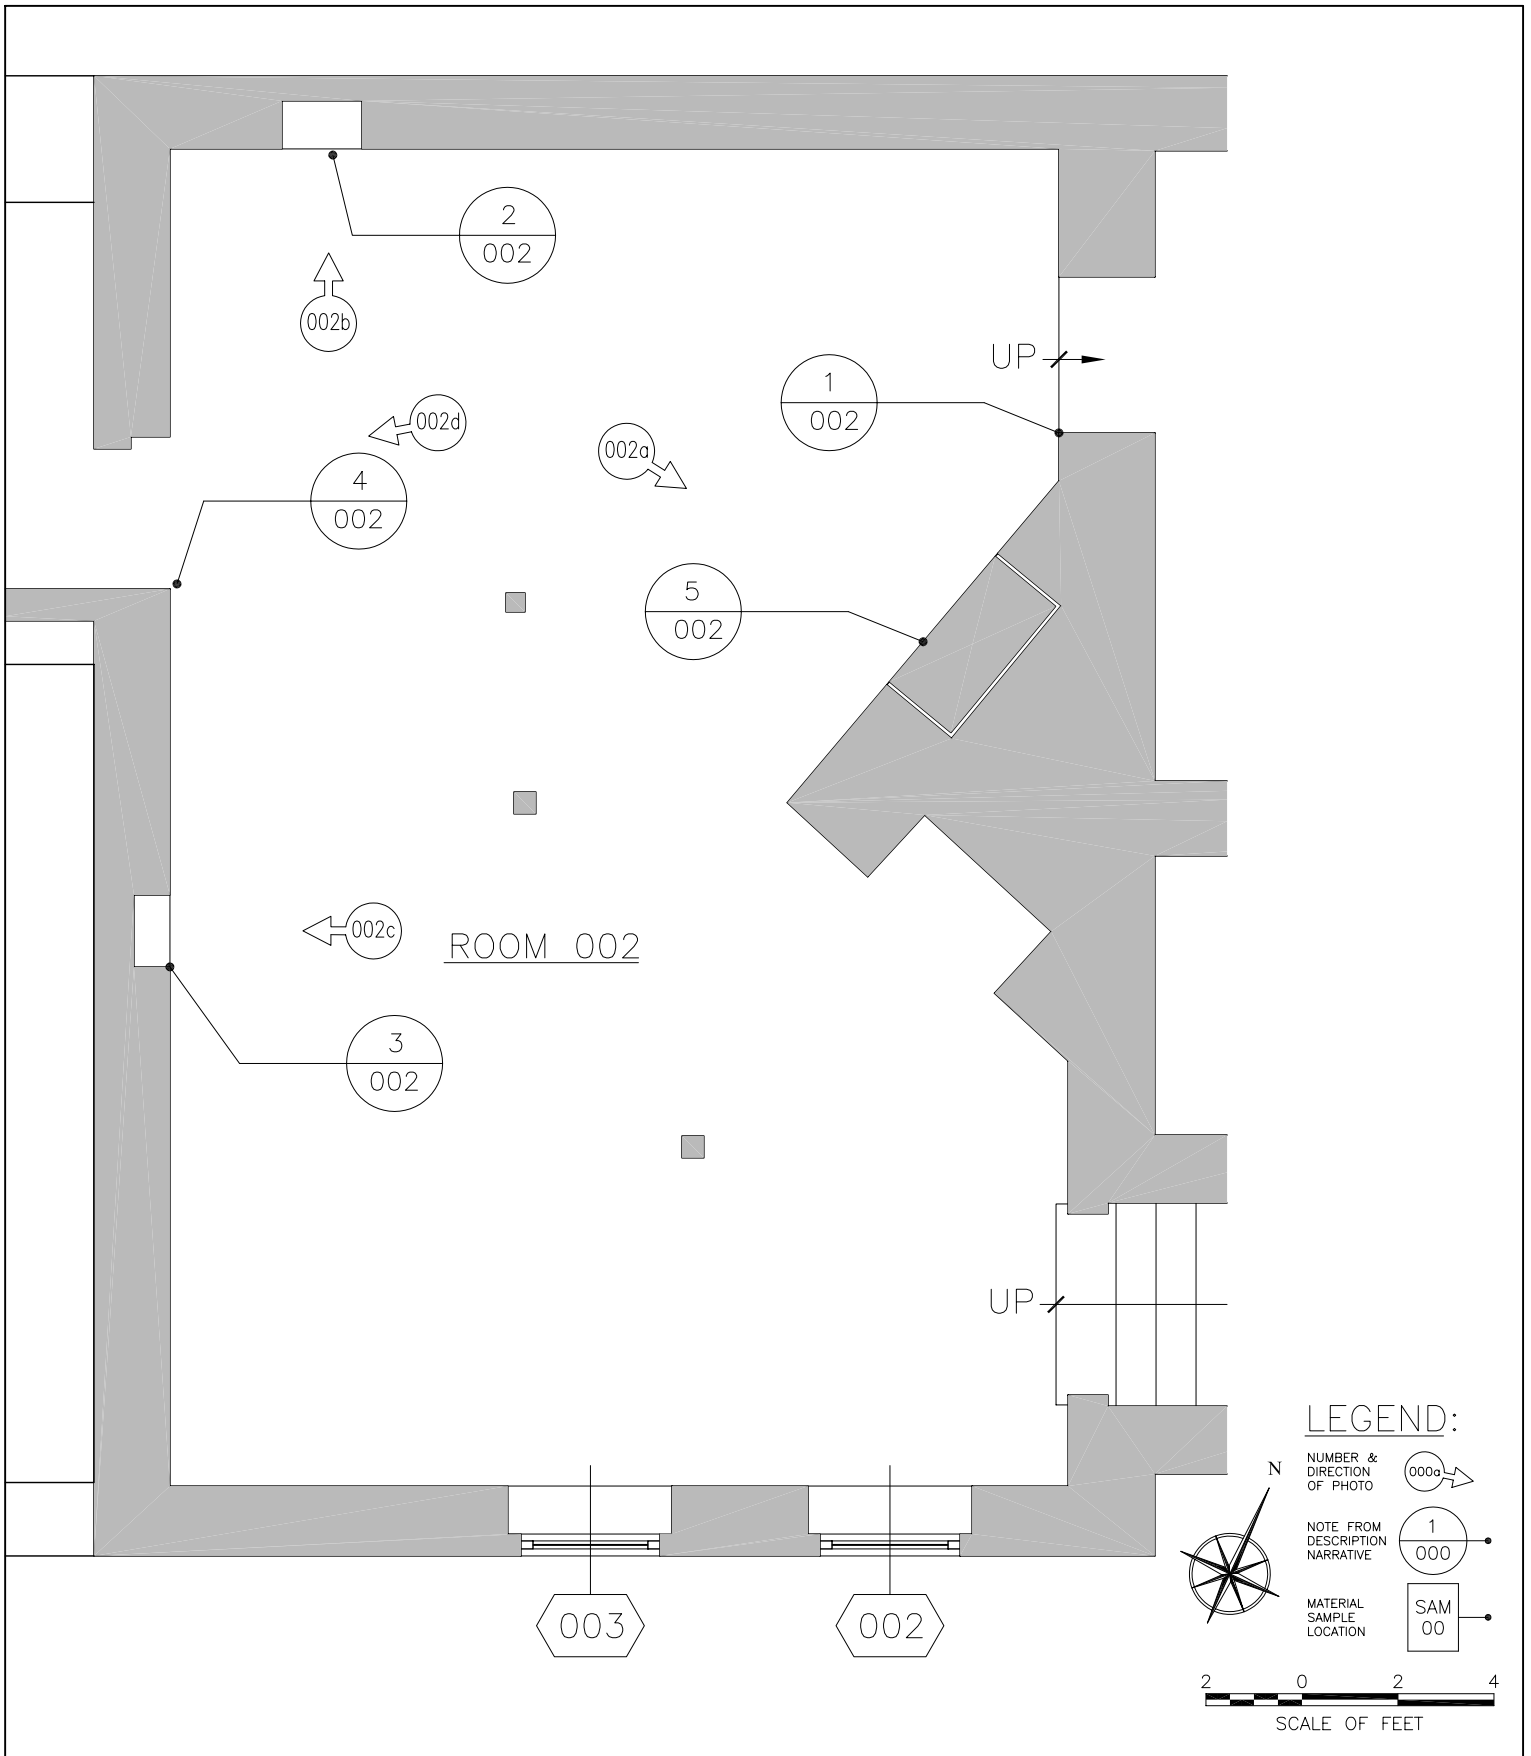 2
002
002b
UP
1
002
002d
002a
4
002
5
002
002c
ROOM 002
3
002
UP
LEGEND:
N
NUMBER &
DIRECTION
OF PHOTO
000a
NOTE FROM
DESCRIPTION
NARRATIVE
1
000
MATERIAL
SAMPLE
LOCATION
SAM
00
003
002
2 0 2 4
SCALE OF FEET